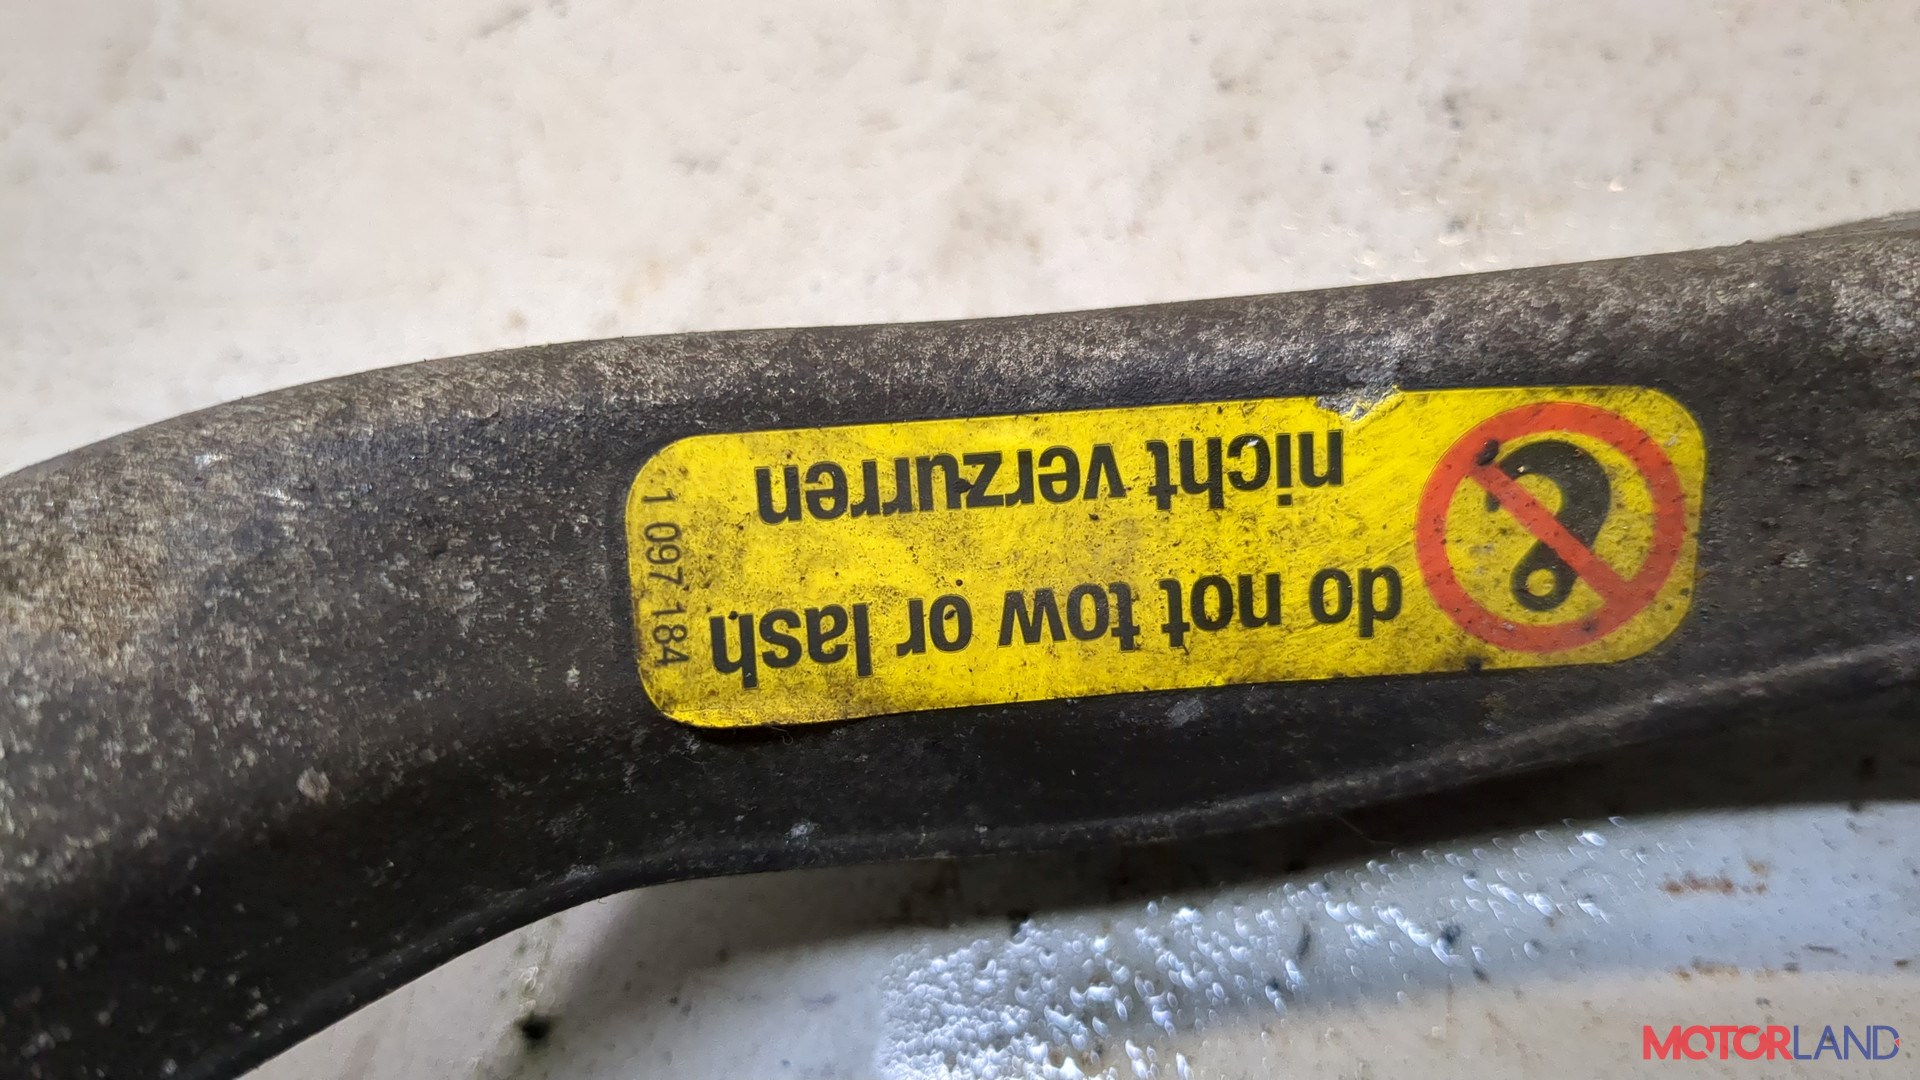 do not tow or lash
nicht verzurren
1 097 184
MOTORLAND